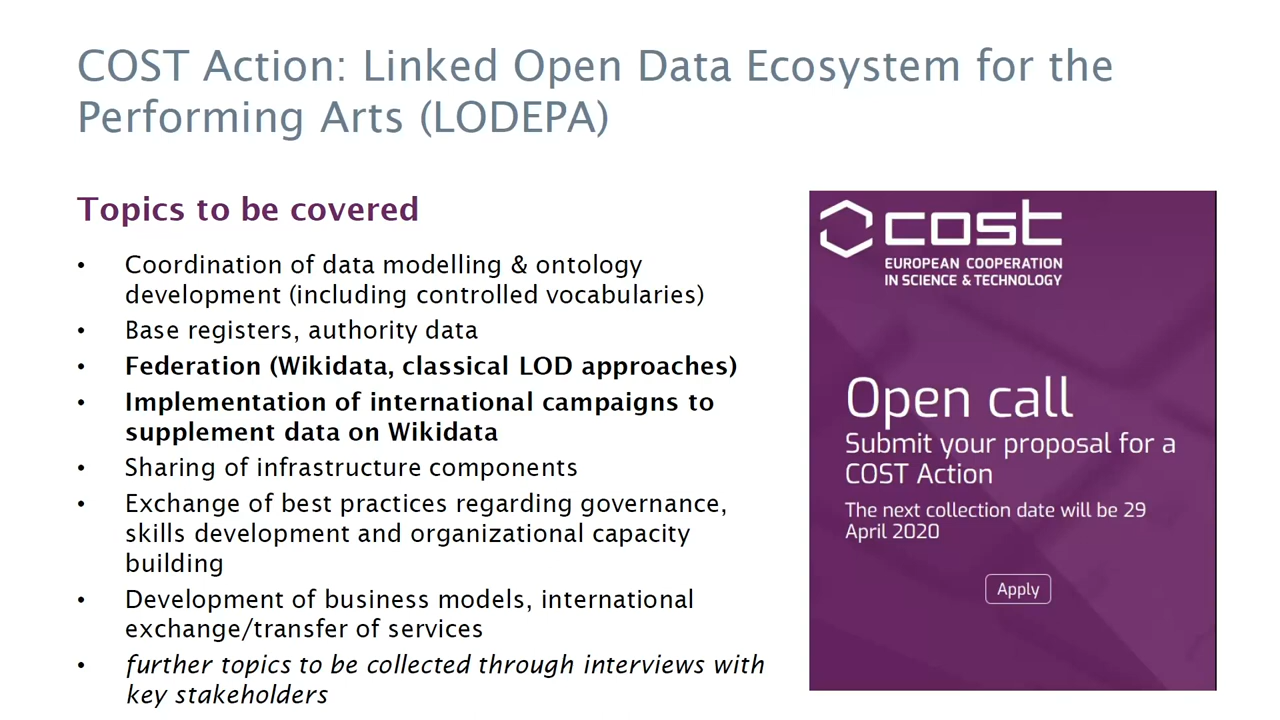 COST Action: Linked Open Data Ecosystem for the
Performing Arts (LODEPA)
Topics to be covered
• Coordination of data modelling & ontology
development (including controlled vocabularies)
• Base registers, authority data
• Federation (Wikidata, classical LOD approaches)
• Implementation of international campaigns to
supplement data on Wikidata
• Sharing of infrastructure components
• Exchange of best practices regarding governance,
skills development and organizational capacity
building
• Development of business models, international
exchange/transfer of services
• further topics to be collected through interviews with
key stakeholders
cost
EUROPEAN COOPERATION
IN SCIENCE & TECHNOLOGY
Open call
Submit your proposal for a
COST Action
The next collection date will be 29
April 2020
Apply